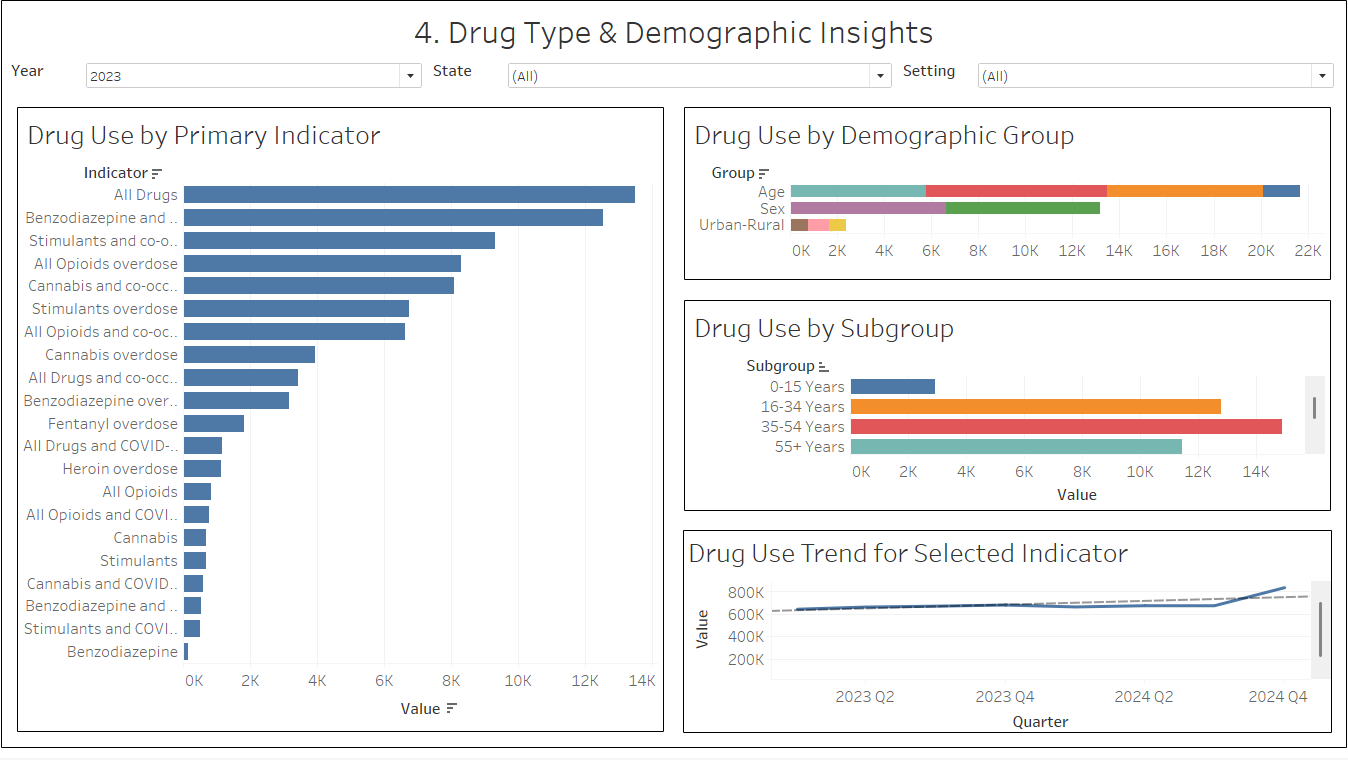 4. Drug Type & Demographic Insights
Year 2023 State (All) Setting (All)
Drug Use by Primary Indicator
Indicator
All Drugs
Benzodiazepine and ..
Stimulants and co-o..
All Opioids overdose
Cannabis and co-occ..
Stimulants overdose
All Opioids and co-oc..
Cannabis overdose
All Drugs and co-occ..
Benzodiazepine over..
Fentanyl overdose
All Drugs and COVID-..
Heroin overdose
All Opioids
All Opioids and COVI..
Cannabis
Stimulants
Cannabis and COVID..
Benzodiazepine and ..
Stimulants and COVI..
Benzodiazepine
0K 2K 4K 6K 8K 10K 12K 14K
Value
Drug Use by Demographic Group
Group
Age
Sex
Urban-Rural
0K 2K 4K 6K 8K 10K 12K 14K 16K 18K 20K 22K
Drug Use by Subgroup
Subgroup
0-15 Years
16-34 Years
35-54 Years
55+ Years
0K 2K 4K 6K 8K 10K 12K 14K
Value
Drug Use Trend for Selected Indicator
800K
600K
400K
200K
Value
2023 Q2 2023 Q4 2024 Q2 2024 Q4
Quarter